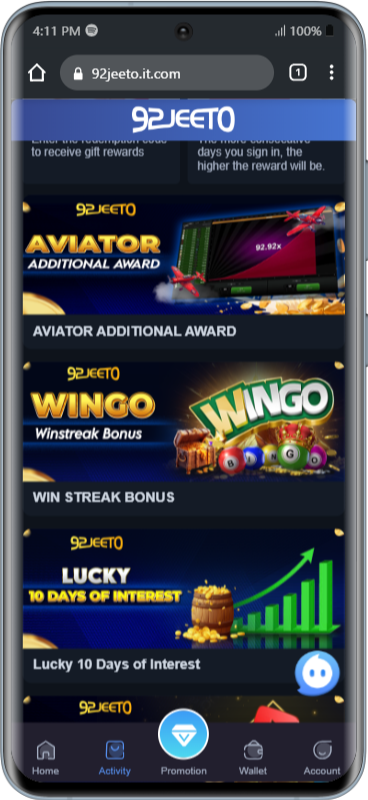 4:11 PM
100%
92jeeto.it.com
1
92JEETO
Enter the redemption code
to receive gift rewards
The more consecutive
days you sign in, the
higher the reward will be.
92JEETO
AVIATOR
ADDITIONAL AWARD
92.92x
AVIATOR ADDITIONAL AWARD
92JEETO
WINGO
Winstreak Bonus
WINGO
B I N G O
WIN STREAK BONUS
92JEETO
LUCKY
10 DAYS OF INTEREST
Lucky 10 Days of Interest
92JEETO
Home
Activity
Promotion
Wallet
Account